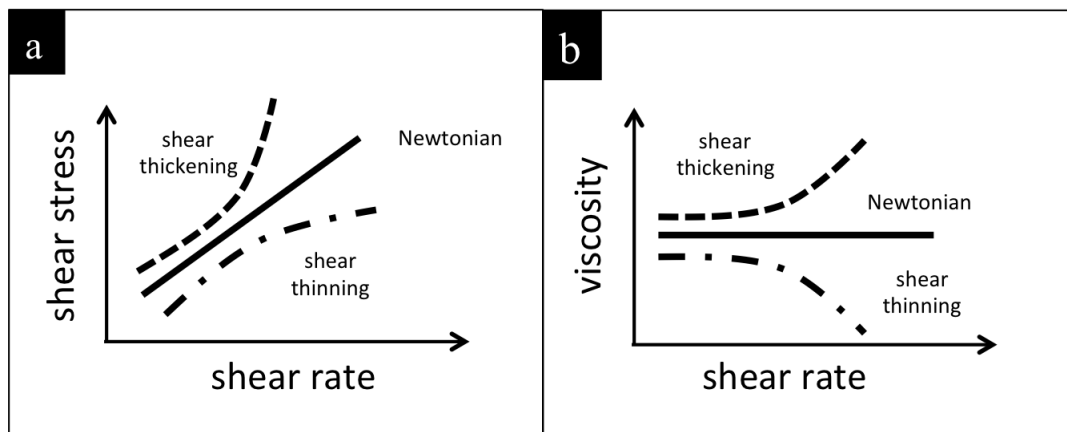 a
shear stress
shear
thickening
Newtonian
shear
thinning
shear rate
b
viscosity
shear
thickening
Newtonian
shear
thinning
shear rate